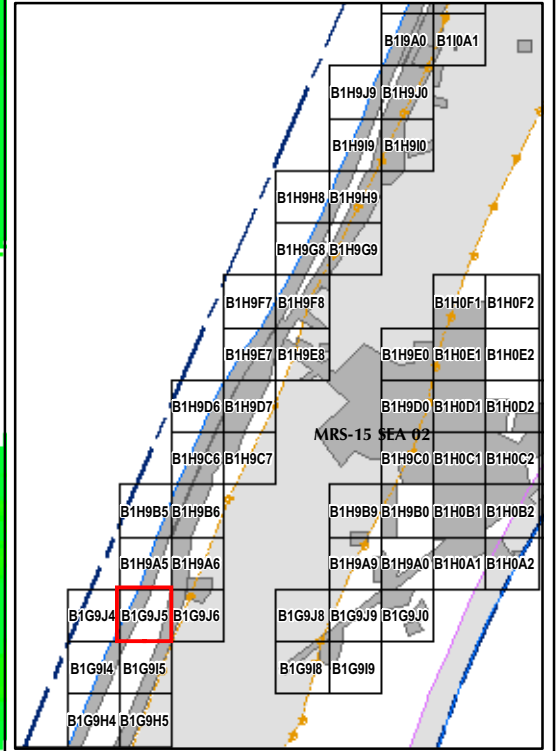 B1I9A0 B1I0A1
B1H9J9 B1H9J0
B1H9I9 B1H9I0
B1H9H8 B1H9H9
B1H9G8 B1H9G9
B1H9F7 B1H9F8 B1H0F1 B1H0F2
B1H9E7 B1H9E8 B1H9E0 B1H0E1 B1H0E2
B1H9D6 B1H9D7 B1H9D0 B1H0D1 B1H0D2
MRS-15 SEA 02
B1H9C6 B1H9C7 B1H9C0 B1H0C1 B1H0C2
B1H9B5 B1H9B6 B1H9B9 B1H9B0 B1H0B1 B1H0B2
B1H9A5 B1H9A6 B1H9A9 B1H9A0 B1H0A1 B1H0A2
B1G9J4 B1G9J5 B1G9J6 B1G9J8 B1G9J9 B1G9J0
B1G9I4 B1G9I5 B1G9I8 B1G9I9
B1G9H4 B1G9H5